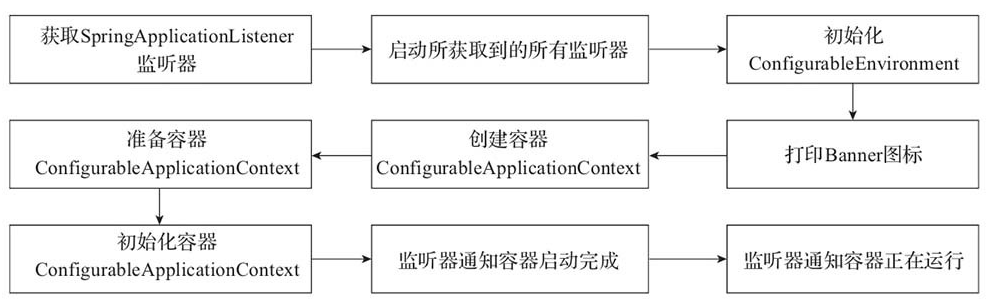 获取SpringApplicationListener
监听器
启动所获取到的所有监听器
初始化
ConfigurableEnvironment
打印Banner图标
创建容器
ConfigurableApplicationContext
准备容器
ConfigurableApplicationContext
初始化容器
ConfigurableApplicationContext
监听器通知容器启动完成
监听器通知容器正在运行